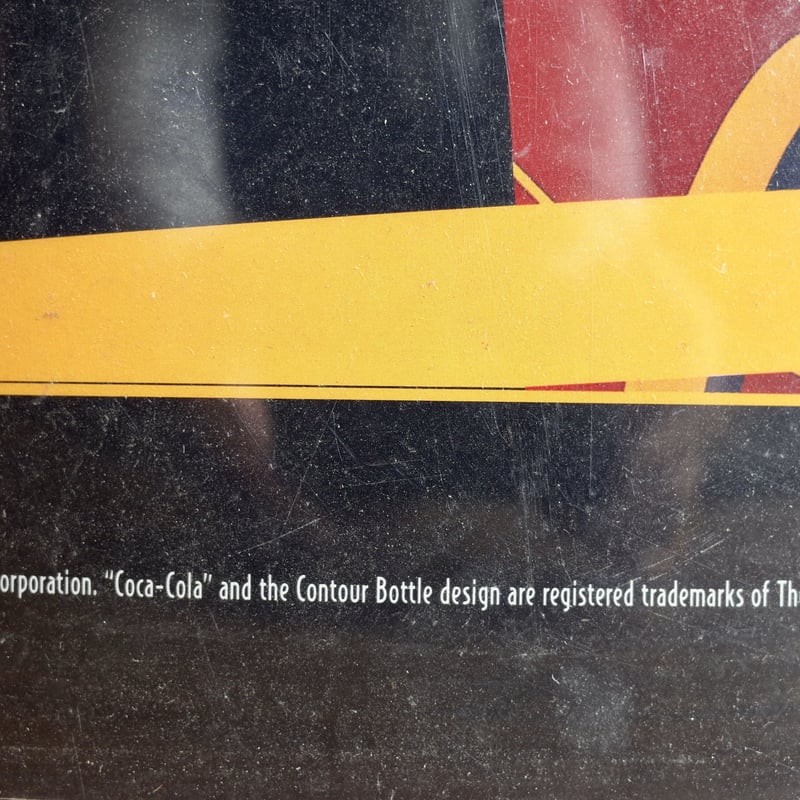 orporation. “Coca-Cola” and the Contour Bottle design are registered trademarks of Th